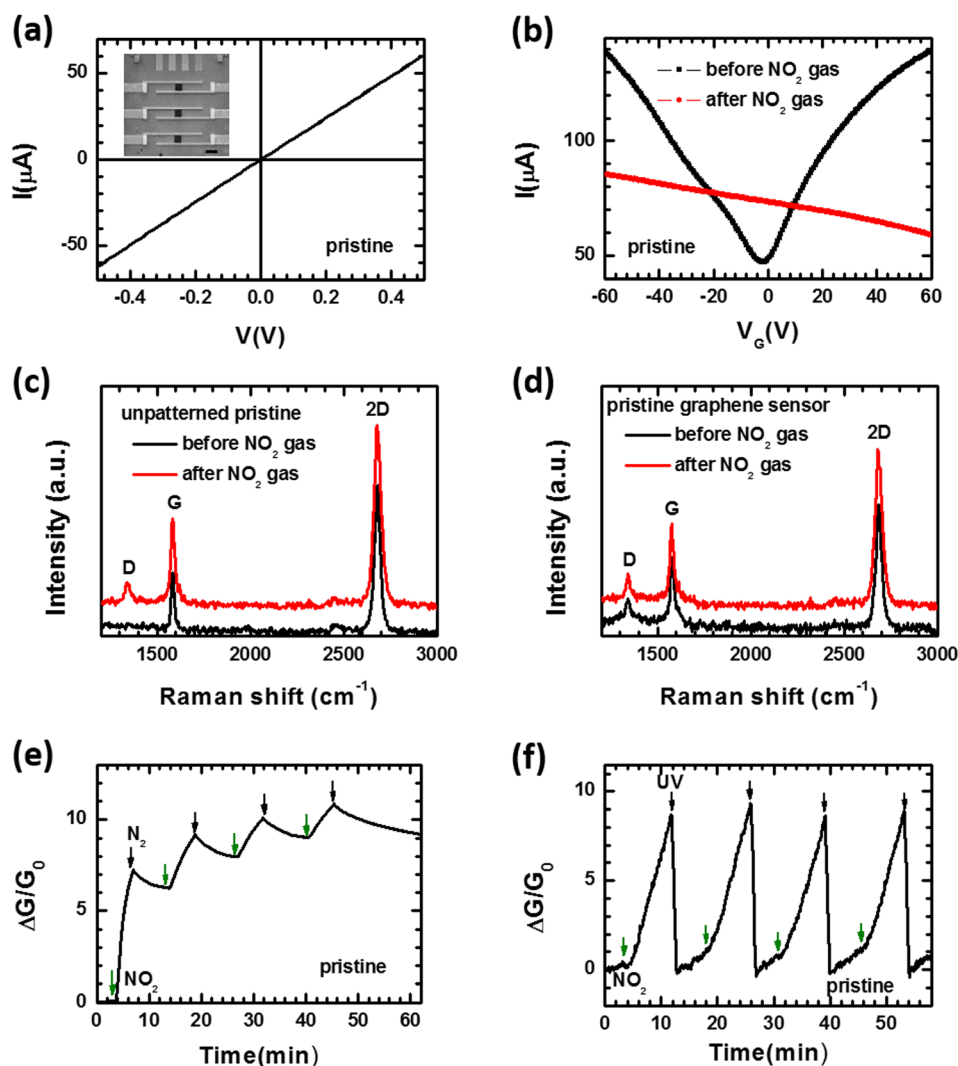 (a)
50
0
-50
I(μA)
pristine
-0.4 -0.2 0.0 0.2 0.4
V(V)
(b)
before NO₂ gas
after NO₂ gas
100
50
I(μA)
pristine
-60 -40 -20 0 20 40 60
V_G(V)
(c)
unpatterned pristine
before NO₂ gas
after NO₂ gas
2D
G
D
Intensity (a.u.)
1500 2000 2500 3000
Raman shift (cm⁻¹)
(d)
pristine graphene sensor
before NO₂ gas
after NO₂ gas
2D
G
D
Intensity (a.u.)
1500 2000 2500 3000
Raman shift (cm⁻¹)
(e)
10
5
0
ΔG/G₀
N₂
NO₂
pristine
0 10 20 30 40 50 60
Time(min)
(f)
10
5
0
ΔG/G₀
UV
NO₂
pristine
0 10 20 30 40 50
Time(min)